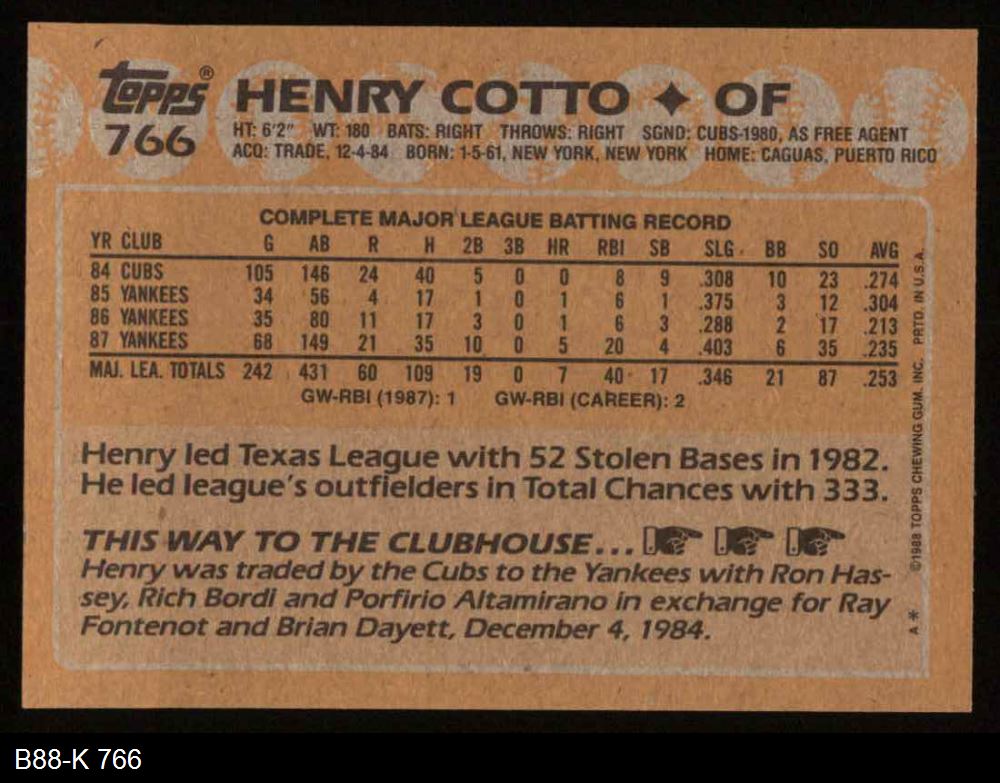 Topps® HENRY COTTO ✦ OF
766
HT: 6'2" WT: 180 BATS: RIGHT THROWS: RIGHT SGND: CUBS-1980, AS FREE AGENT
ACQ: TRADE, 12-4-84 BORN: 1-5-61, NEW YORK, NEW YORK HOME: CAGUAS, PUERTO RICO
COMPLETE MAJOR LEAGUE BATTING RECORD
YR CLUB G AB R H 2B 3B HR RBI SB SLG. BB SO AVG
84 CUBS 105 146 24 40 5 0 0 8 9 .308 10 23 .274
85 YANKEES 34 56 4 17 1 0 1 6 1 .375 3 12 .304
86 YANKEES 35 80 11 17 3 0 1 6 3 .288 2 17 .213
87 YANKEES 68 149 21 35 10 0 5 20 4 .403 6 35 .235
MAJ. LEA. TOTALS 242 431 60 109 19 0 7 40 17 .346 21 87 .253
GW-RBI (1987): 1 GW-RBI (CAREER): 2
Henry led Texas League with 52 Stolen Bases in 1982.
He led league's outfielders in Total Chances with 333.
THIS WAY TO THE CLUBHOUSE...
Henry was traded by the Cubs to the Yankees with Ron Has-
sey, Rich Bordi and Porfirio Altamirano in exchange for Ray
Fontenot and Brian Dayett, December 4, 1984.
A * ©1988 TOPPS CHEWING GUM, INC. PRTD. IN U.S.A.
B88-K 766